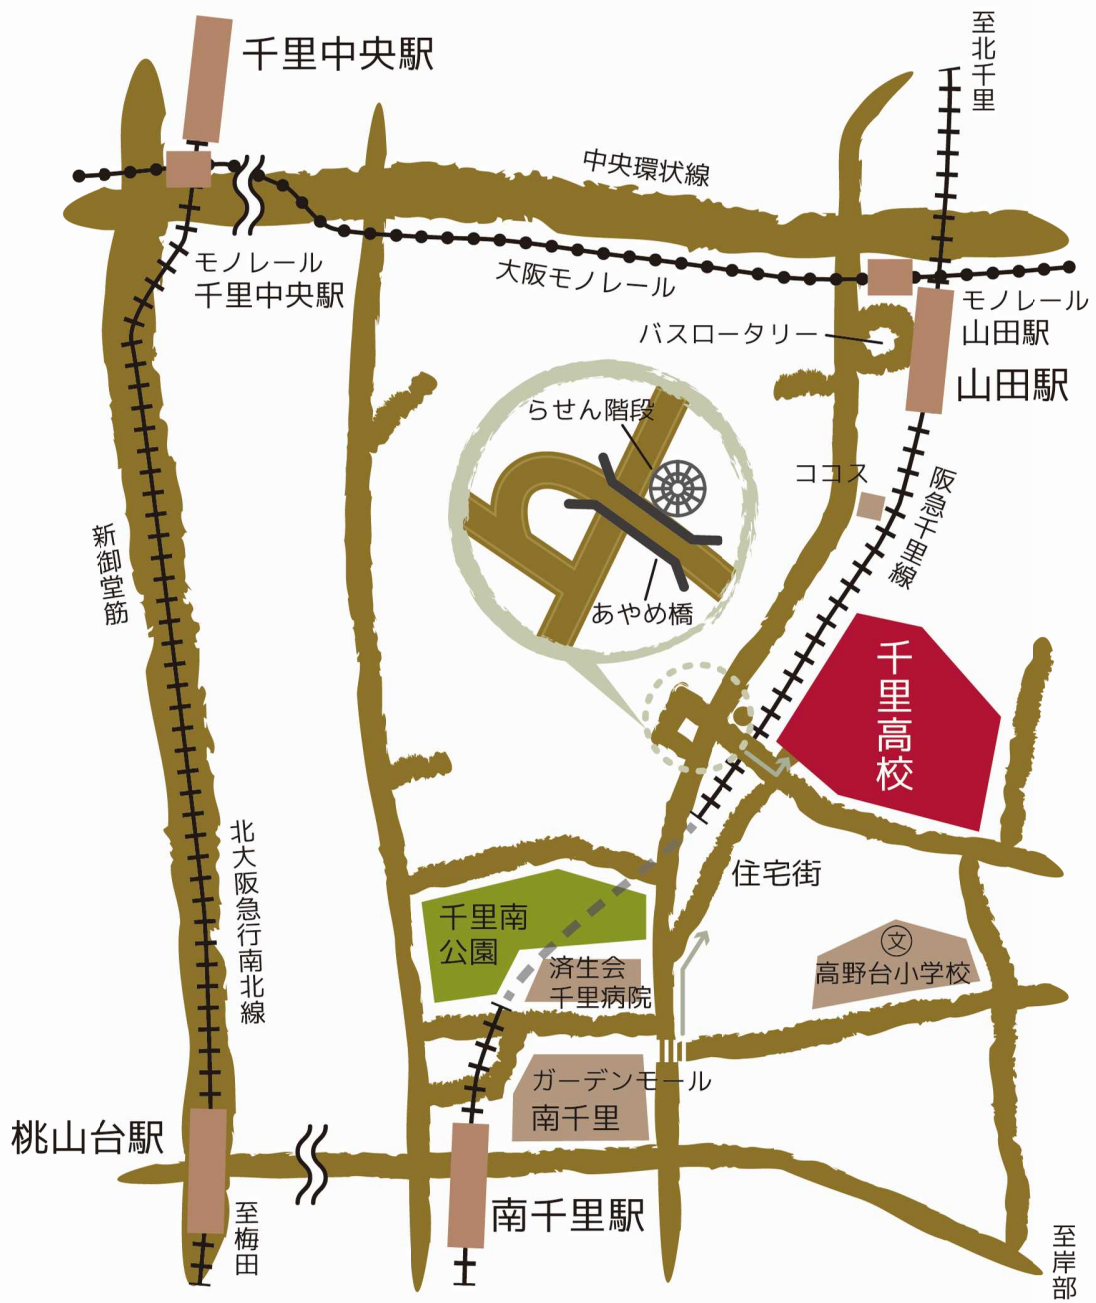 千里中央駅
至北千里
中央環状線
モノレール
千里中央駅
大阪モノレール
モノレール
山田駅
バスロータリー
山田駅
らせん階段
ココス
阪急千里線
新御堂筋
あやめ橋
千里高校
北大阪急行南北線
住宅街
千里南
公園
済生会
千里病院
文
高野台小学校
ガーデンモール
南千里
桃山台駅
南千里駅
至梅田
至岸部